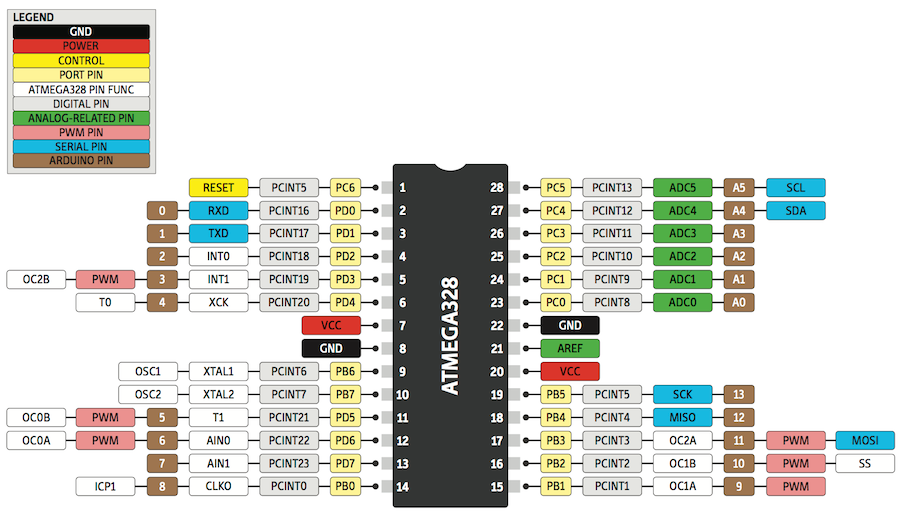 LEGEND
GND
POWER
CONTROL
PORT PIN
ATMEGA328 PIN FUNC
DIGITAL PIN
ANALOG-RELATED PIN
PWM PIN
SERIAL PIN
ARDUINO PIN
RESET PCINT5 PC6 1 28 PC5 PCINT13 ADC5 A5 SCL
0 RXD PCINT16 PD0 2 27 PC4 PCINT12 ADC4 A4 SDA
1 TXD PCINT17 PD1 3 26 PC3 PCINT11 ADC3 A3
2 INT0 PCINT18 PD2 4 25 PC2 PCINT10 ADC2 A2
OC2B PWM 3 INT1 PCINT19 PD3 5 24 PC1 PCINT9 ADC1 A1
T0 4 XCK PCINT20 PD4 6 23 PC0 PCINT8 ADC0 A0
VCC 7 22 GND
GND 8 21 AREF
OSC1 XTAL1 PCINT6 PB6 9 20 VCC
OSC2 XTAL2 PCINT7 PB7 10 19 PB5 PCINT5 SCK 13
OC0B PWM 5 T1 PCINT21 PD5 11 18 PB4 PCINT4 MISO 12
OC0A PWM 6 AIN0 PCINT22 PD6 12 17 PB3 PCINT3 OC2A 11 PWM MOSI
7 AIN1 PCINT23 PD7 13 16 PB2 PCINT2 OC1B 10 PWM SS
ICP1 8 CLKO PCINT0 PB0 14 15 PB1 PCINT1 OC1A 9 PWM
ATMEGA328